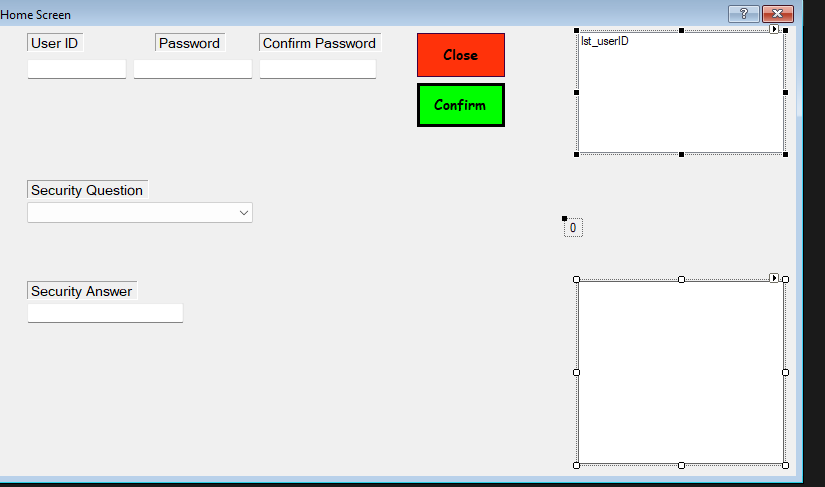 Home Screen
User ID
Password
Confirm Password
Close
lst_userID
Confirm
Security Question
0
Security Answer